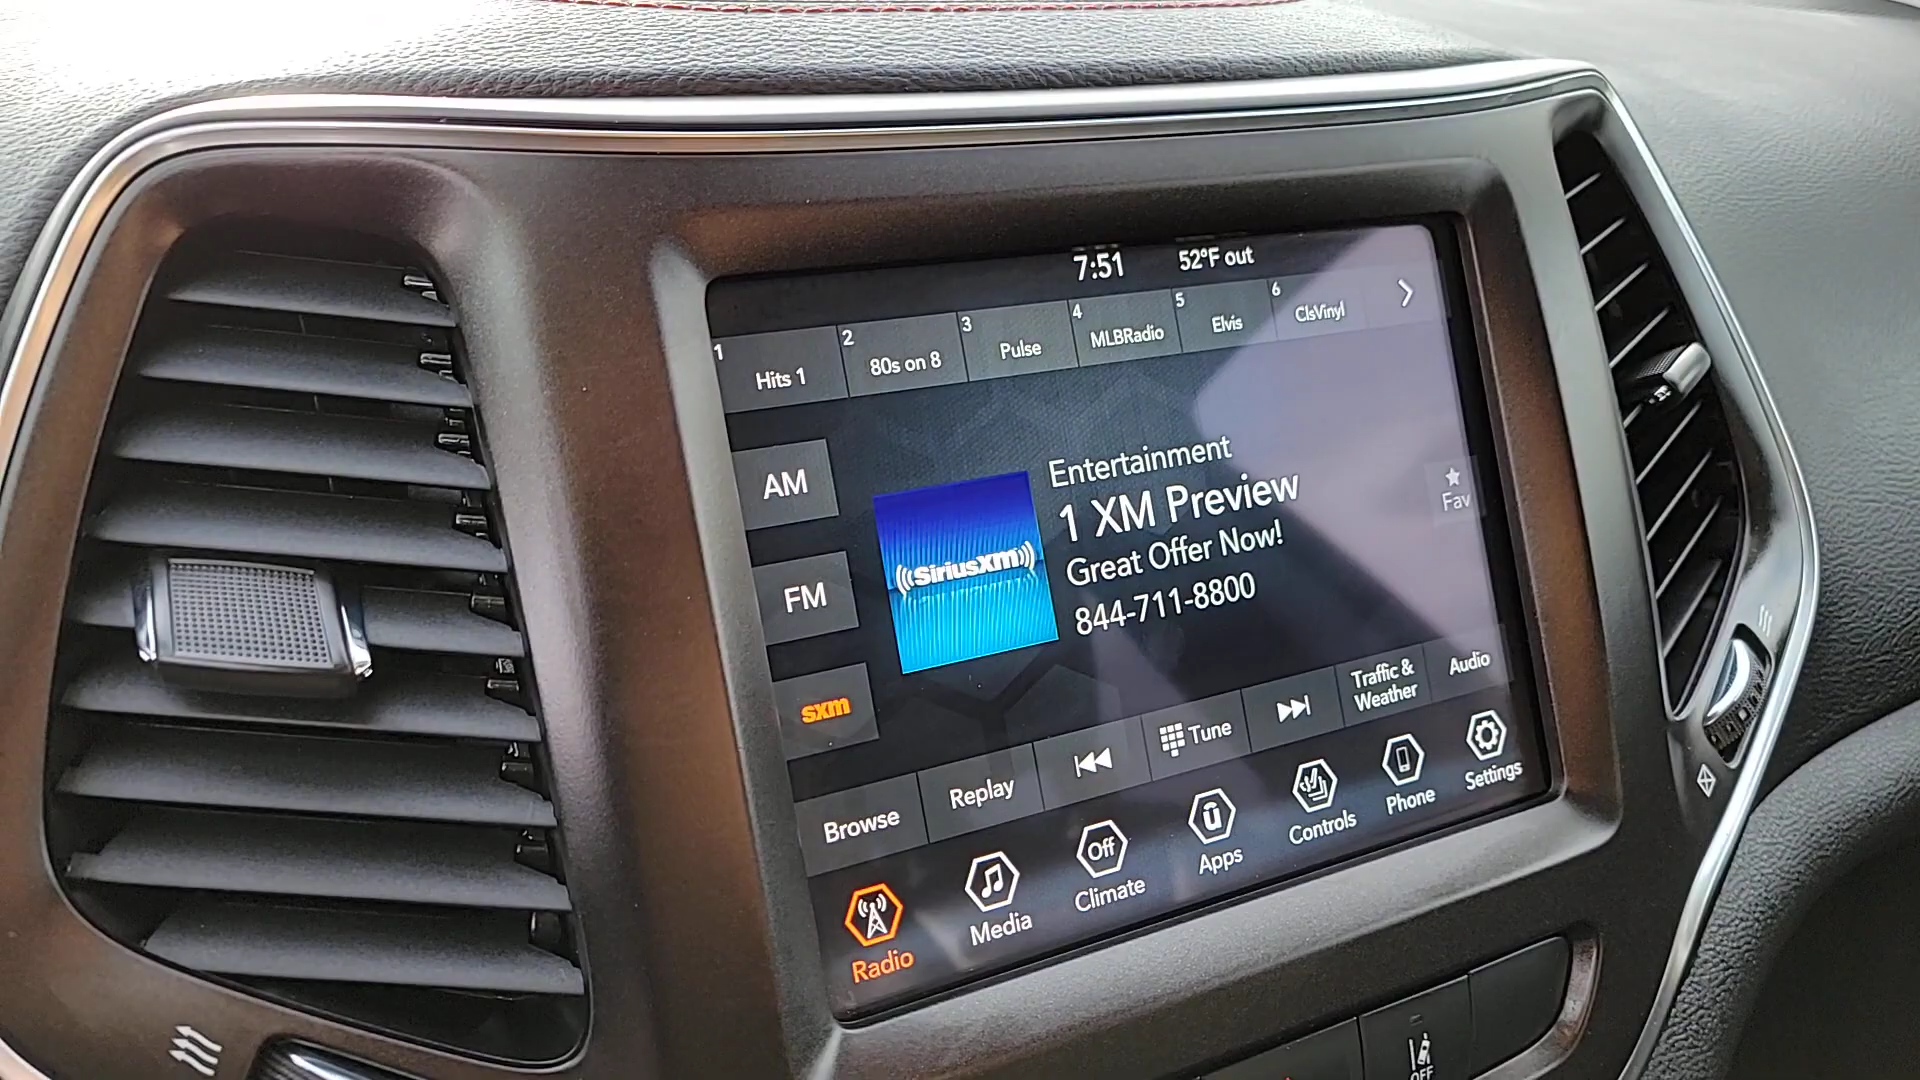 7:51 52°F out
1 Hits 1 2 80s on 8 3 Pulse 4 MLBRadio 5 Elvis 6 ClsVinyl
AM
FM
sxm
((SiriusXM))
Entertainment
1 XM Preview
Great Offer Now!
844-711-8800
Fav
Browse Replay Tune Traffic & Weather Audio
Radio Media Off Climate Apps Controls Phone Settings
OFF